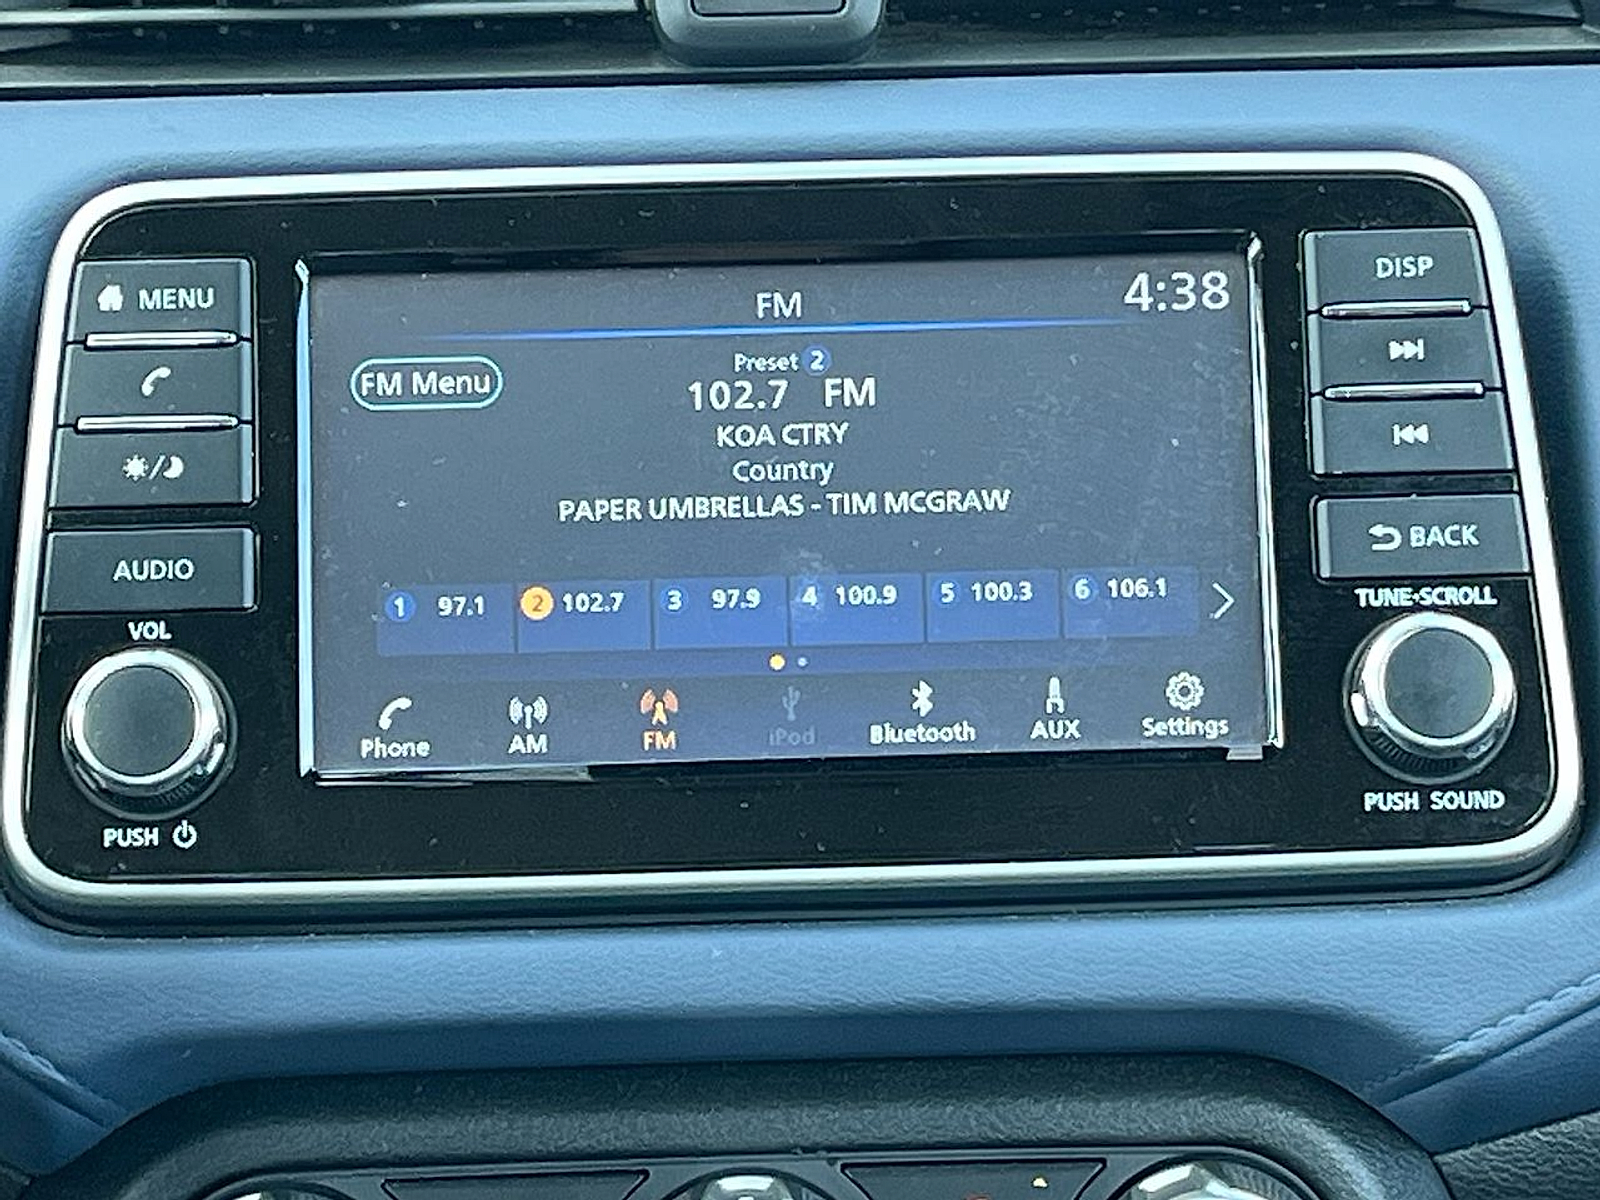 MENU
AUDIO
VOL
PUSH
FM
4:38
FM Menu
Preset 2
102.7 FM
KOA CTRY
Country
PAPER UMBRELLAS - TIM MCGRAW
1 97.1 2 102.7 3 97.9 4 100.9 5 100.3 6 106.1
Phone AM FM iPod Bluetooth AUX Settings
DISP
BACK
TUNE•SCROLL
PUSH SOUND